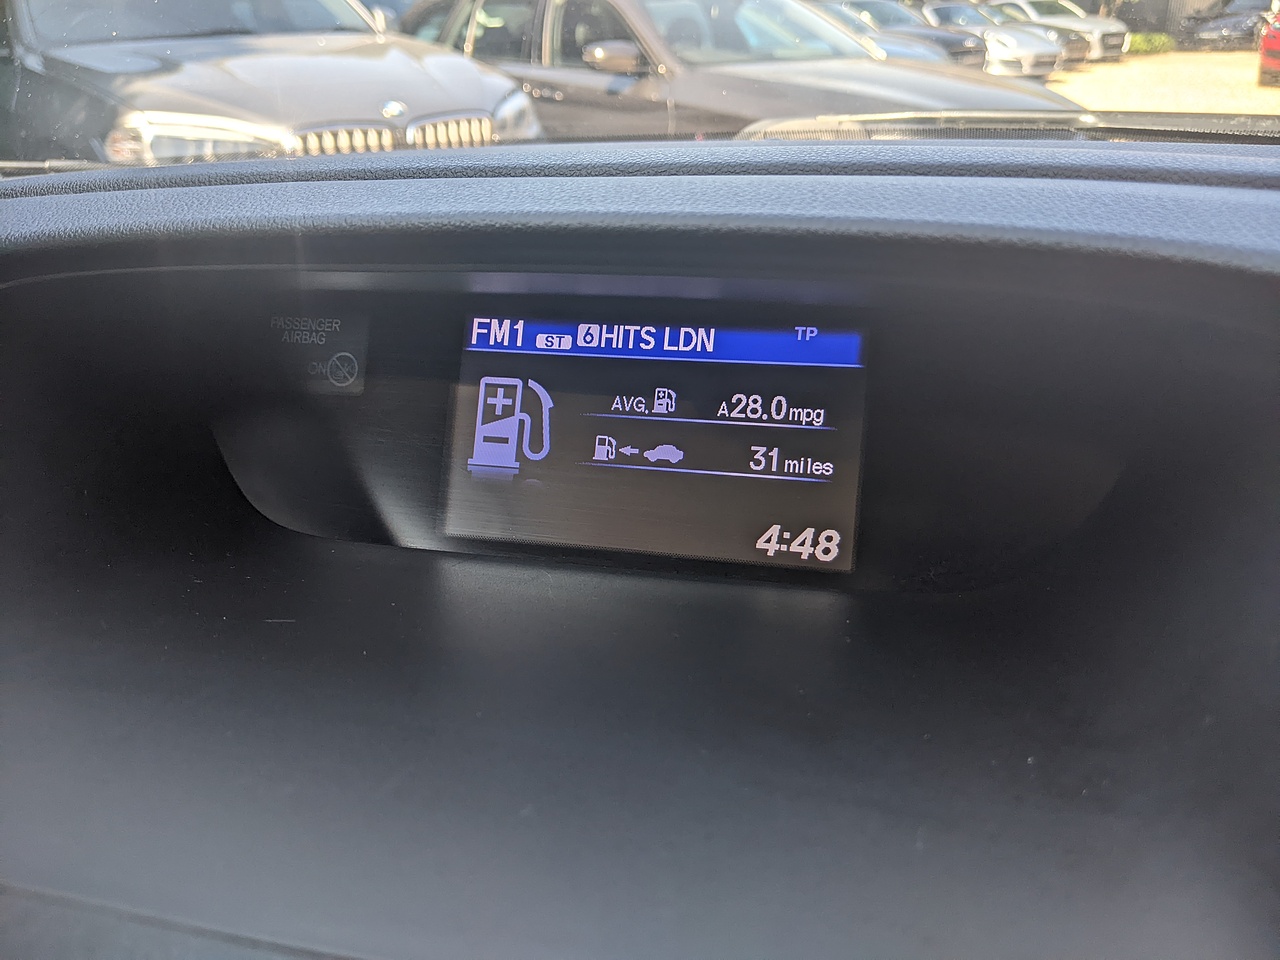 PASSENGER
AIRBAG
ON
FM1 ST 6 HITS LDN TP
AVG. A28.0mpg
31 miles
4:48